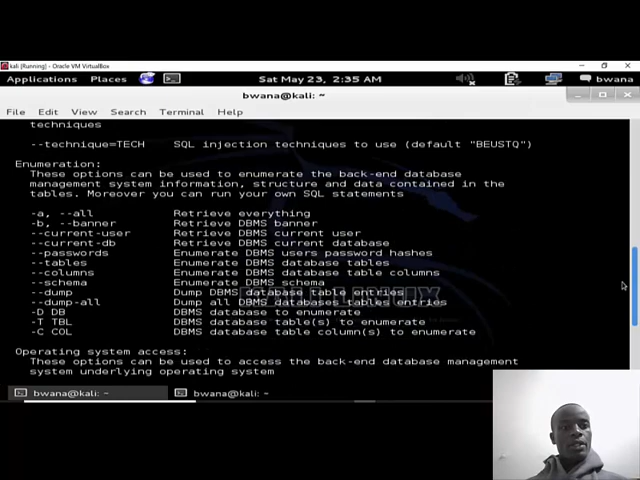 kali [Running] - Oracle VM VirtualBox
Applications Places Sat May 23, 2:35 AM bwana
bwana@kali: ~
File Edit View Search Terminal Help
techniques
--technique=TECH SQL injection techniques to use (default "BEUSTQ")
Enumeration:
These options can be used to enumerate the back-end database
management system information, structure and data contained in the
tables. Moreover you can run your own SQL statements
-a, --all Retrieve everything
-b, --banner Retrieve DBMS banner
--current-user Retrieve DBMS current user
--current-db Retrieve DBMS current database
--passwords Enumerate DBMS users password hashes
--tables Enumerate DBMS database tables
--columns Enumerate DBMS database table columns
--schema Enumerate DBMS schema
--dump Dump DBMS database table entries
--dump-all Dump all DBMS databases tables entries
-D DB DBMS database to enumerate
-T TBL DBMS database table(s) to enumerate
-C COL DBMS database table column(s) to enumerate
Operating system access:
These options can be used to access the back-end database management
system underlying operating system
bwana@kali: ~ bwana@kali: ~